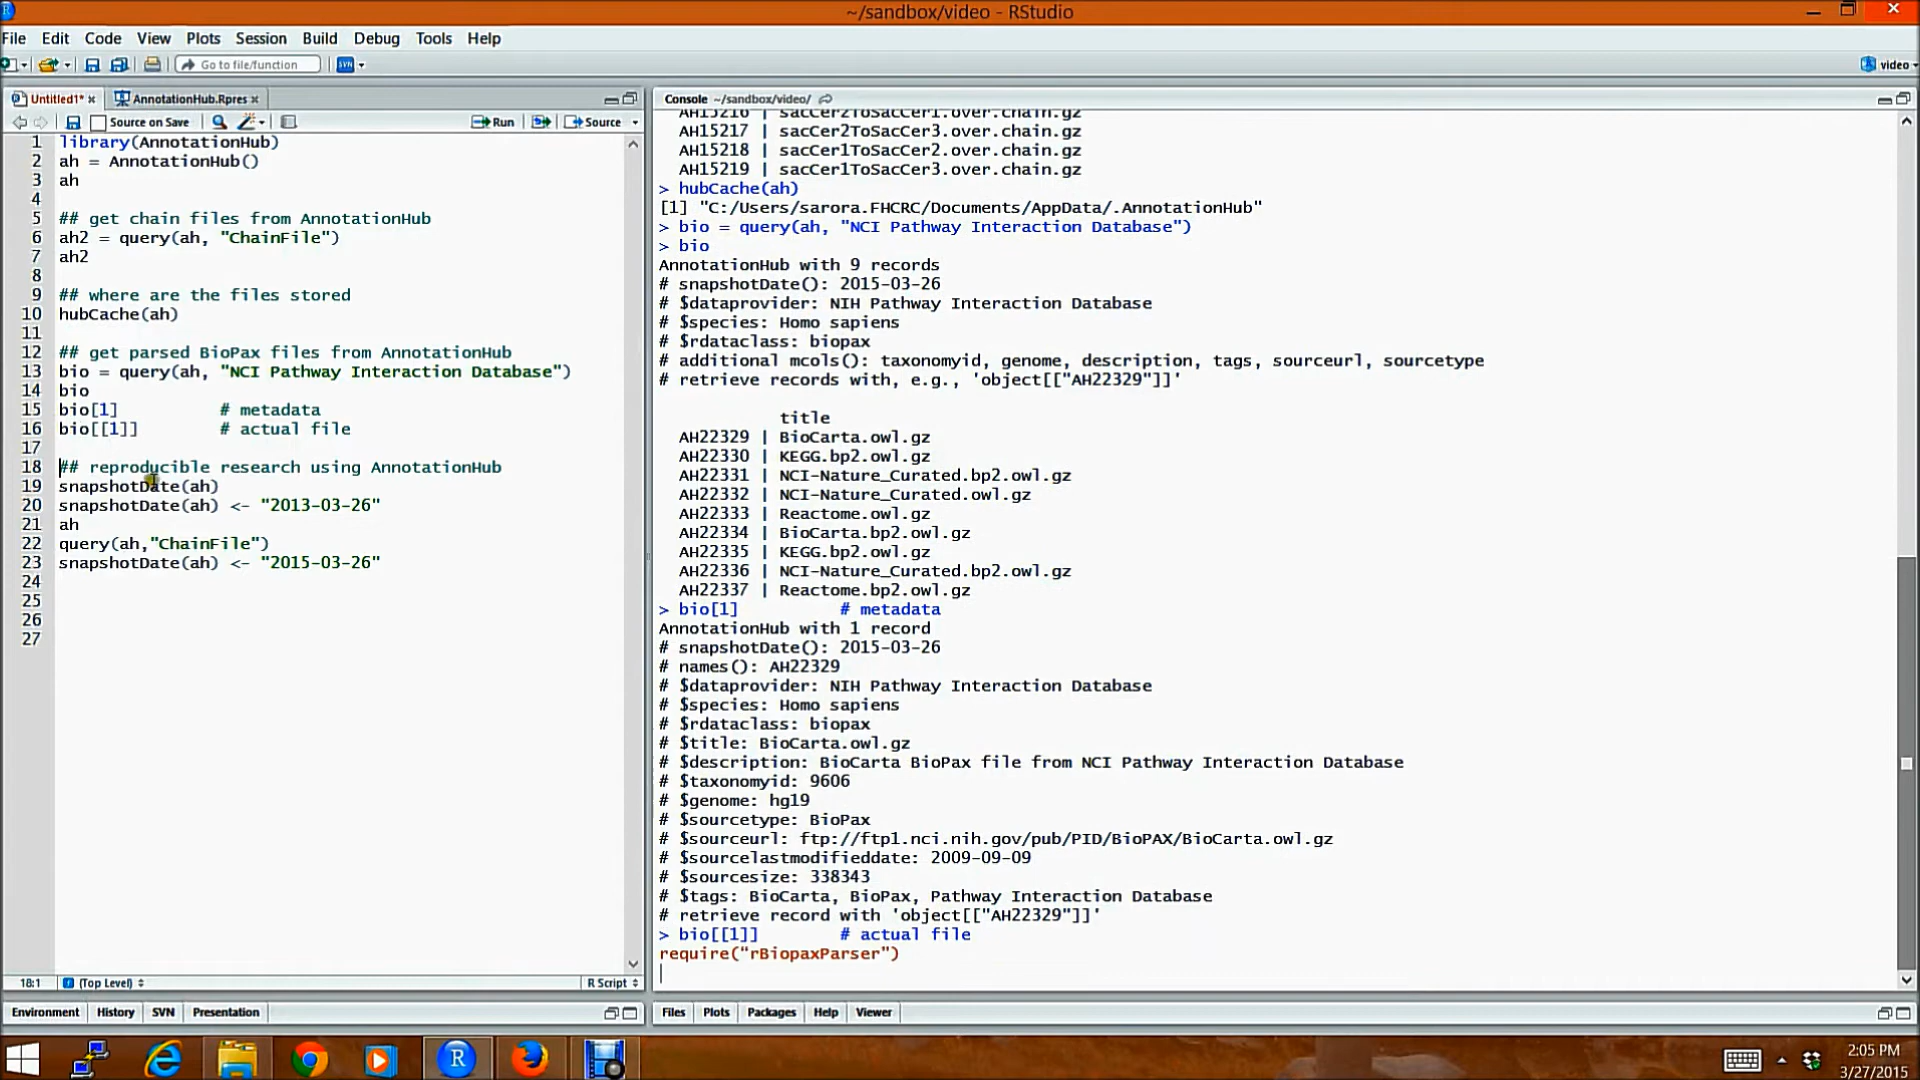 ~/sandbox/video - RStudio
File Edit Code View Plots Session Build Debug Tools Help
Go to file/function
SVN
video
Untitled1* × AnnotationHub.Rpres ×
Source on Save Run Source
1 library(AnnotationHub)
2 ah = AnnotationHub()
3 ah
4
5 ## get chain files from AnnotationHub
6 ah2 = query(ah, "ChainFile")
7 ah2
8
9 ## where are the files stored
10 hubCache(ah)
11
12 ## get parsed BioPax files from AnnotationHub
13 bio = query(ah, "NCI Pathway Interaction Database")
14 bio
15 bio[1] # metadata
16 bio[[1]] # actual file
17
18 ## reproducible research using AnnotationHub
19 snapshotDate(ah)
20 snapshotDate(ah) <- "2013-03-26"
21 ah
22 query(ah,"ChainFile")
23 snapshotDate(ah) <- "2015-03-26"
24
25
26
27
18:1 (Top Level) R Script
Environment History SVN Presentation
Console ~/sandbox/video/
AH15216 | sacCer2ToSacCer1.over.chain.gz
AH15217 | sacCer2ToSacCer3.over.chain.gz
AH15218 | sacCer1ToSacCer2.over.chain.gz
AH15219 | sacCer1ToSacCer3.over.chain.gz
> hubCache(ah)
[1] "C:/Users/sarora.FHCRC/Documents/AppData/.AnnotationHub"
> bio = query(ah, "NCI Pathway Interaction Database")
> bio
AnnotationHub with 9 records
# snapshotDate(): 2015-03-26
# $dataprovider: NIH Pathway Interaction Database
# $species: Homo sapiens
# $rdataclass: biopax
# additional mcols(): taxonomyid, genome, description, tags, sourceurl, sourcetype
# retrieve records with, e.g., 'object[["AH22329"]]'
title
AH22329 | BioCarta.owl.gz
AH22330 | KEGG.bp2.owl.gz
AH22331 | NCI-Nature_Curated.bp2.owl.gz
AH22332 | NCI-Nature_Curated.owl.gz
AH22333 | Reactome.owl.gz
AH22334 | BioCarta.bp2.owl.gz
AH22335 | KEGG.bp2.owl.gz
AH22336 | NCI-Nature_Curated.bp2.owl.gz
AH22337 | Reactome.bp2.owl.gz
> bio[1] # metadata
AnnotationHub with 1 record
# snapshotDate(): 2015-03-26
# names(): AH22329
# $dataprovider: NIH Pathway Interaction Database
# $species: Homo sapiens
# $rdataclass: biopax
# $title: BioCarta.owl.gz
# $description: BioCarta BioPax file from NCI Pathway Interaction Database
# $taxonomyid: 9606
# $genome: hg19
# $sourcetype: BioPax
# $sourceurl: ftp://ftp1.nci.nih.gov/pub/PID/BioPAX/BioCarta.owl.gz
# $sourcelastmodifieddate: 2009-09-09
# $sourcesize: 338343
# $tags: BioCarta, BioPax, Pathway Interaction Database
# retrieve record with 'object[["AH22329"]]'
> bio[[1]] # actual file
require("rBiopaxParser")
Files Plots Packages Help Viewer
2:05 PM
3/27/2015